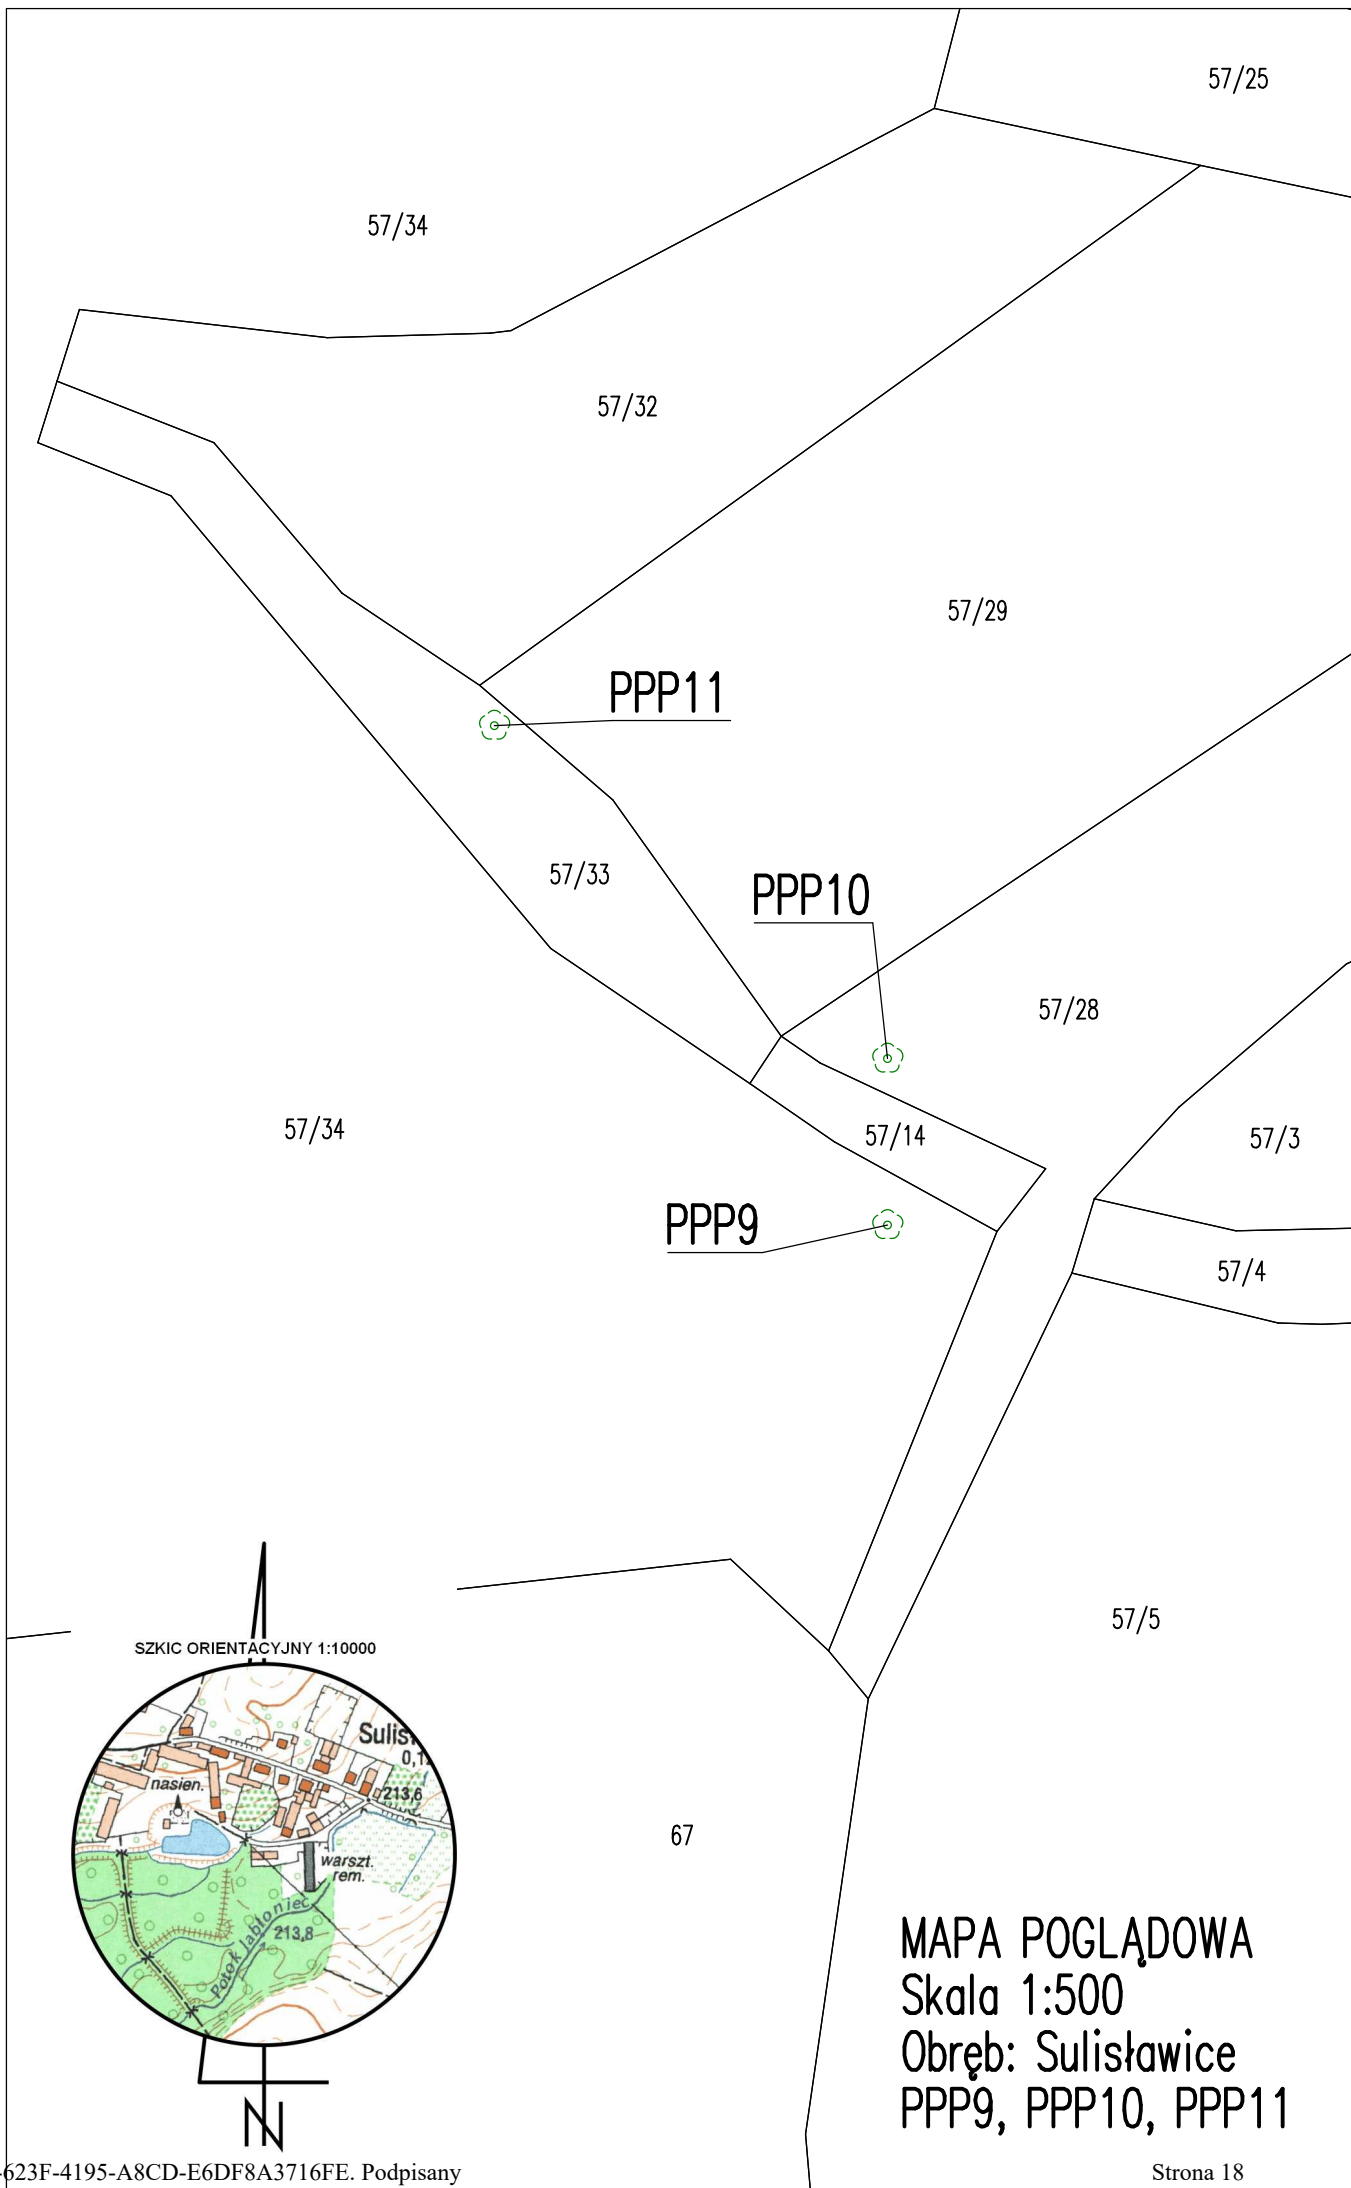 57/25
57/34
57/32
57/29
PPP11
57/33
PPP10
57/28
57/34
57/14
57/3
PPP9
57/4
57/5
SZKIC ORIENTACYJNY 1:10000
nasien.
213,6
warszt.
rem.
Potok Jabłoniec
213,8
67
MAPA POGLĄDOWA
Skala 1:500
Obręb: Sulisławice
PPP9, PPP10, PPP11
N
-623F-4195-A8CD-E6DF8A3716FE. Podpisany
Strona 18